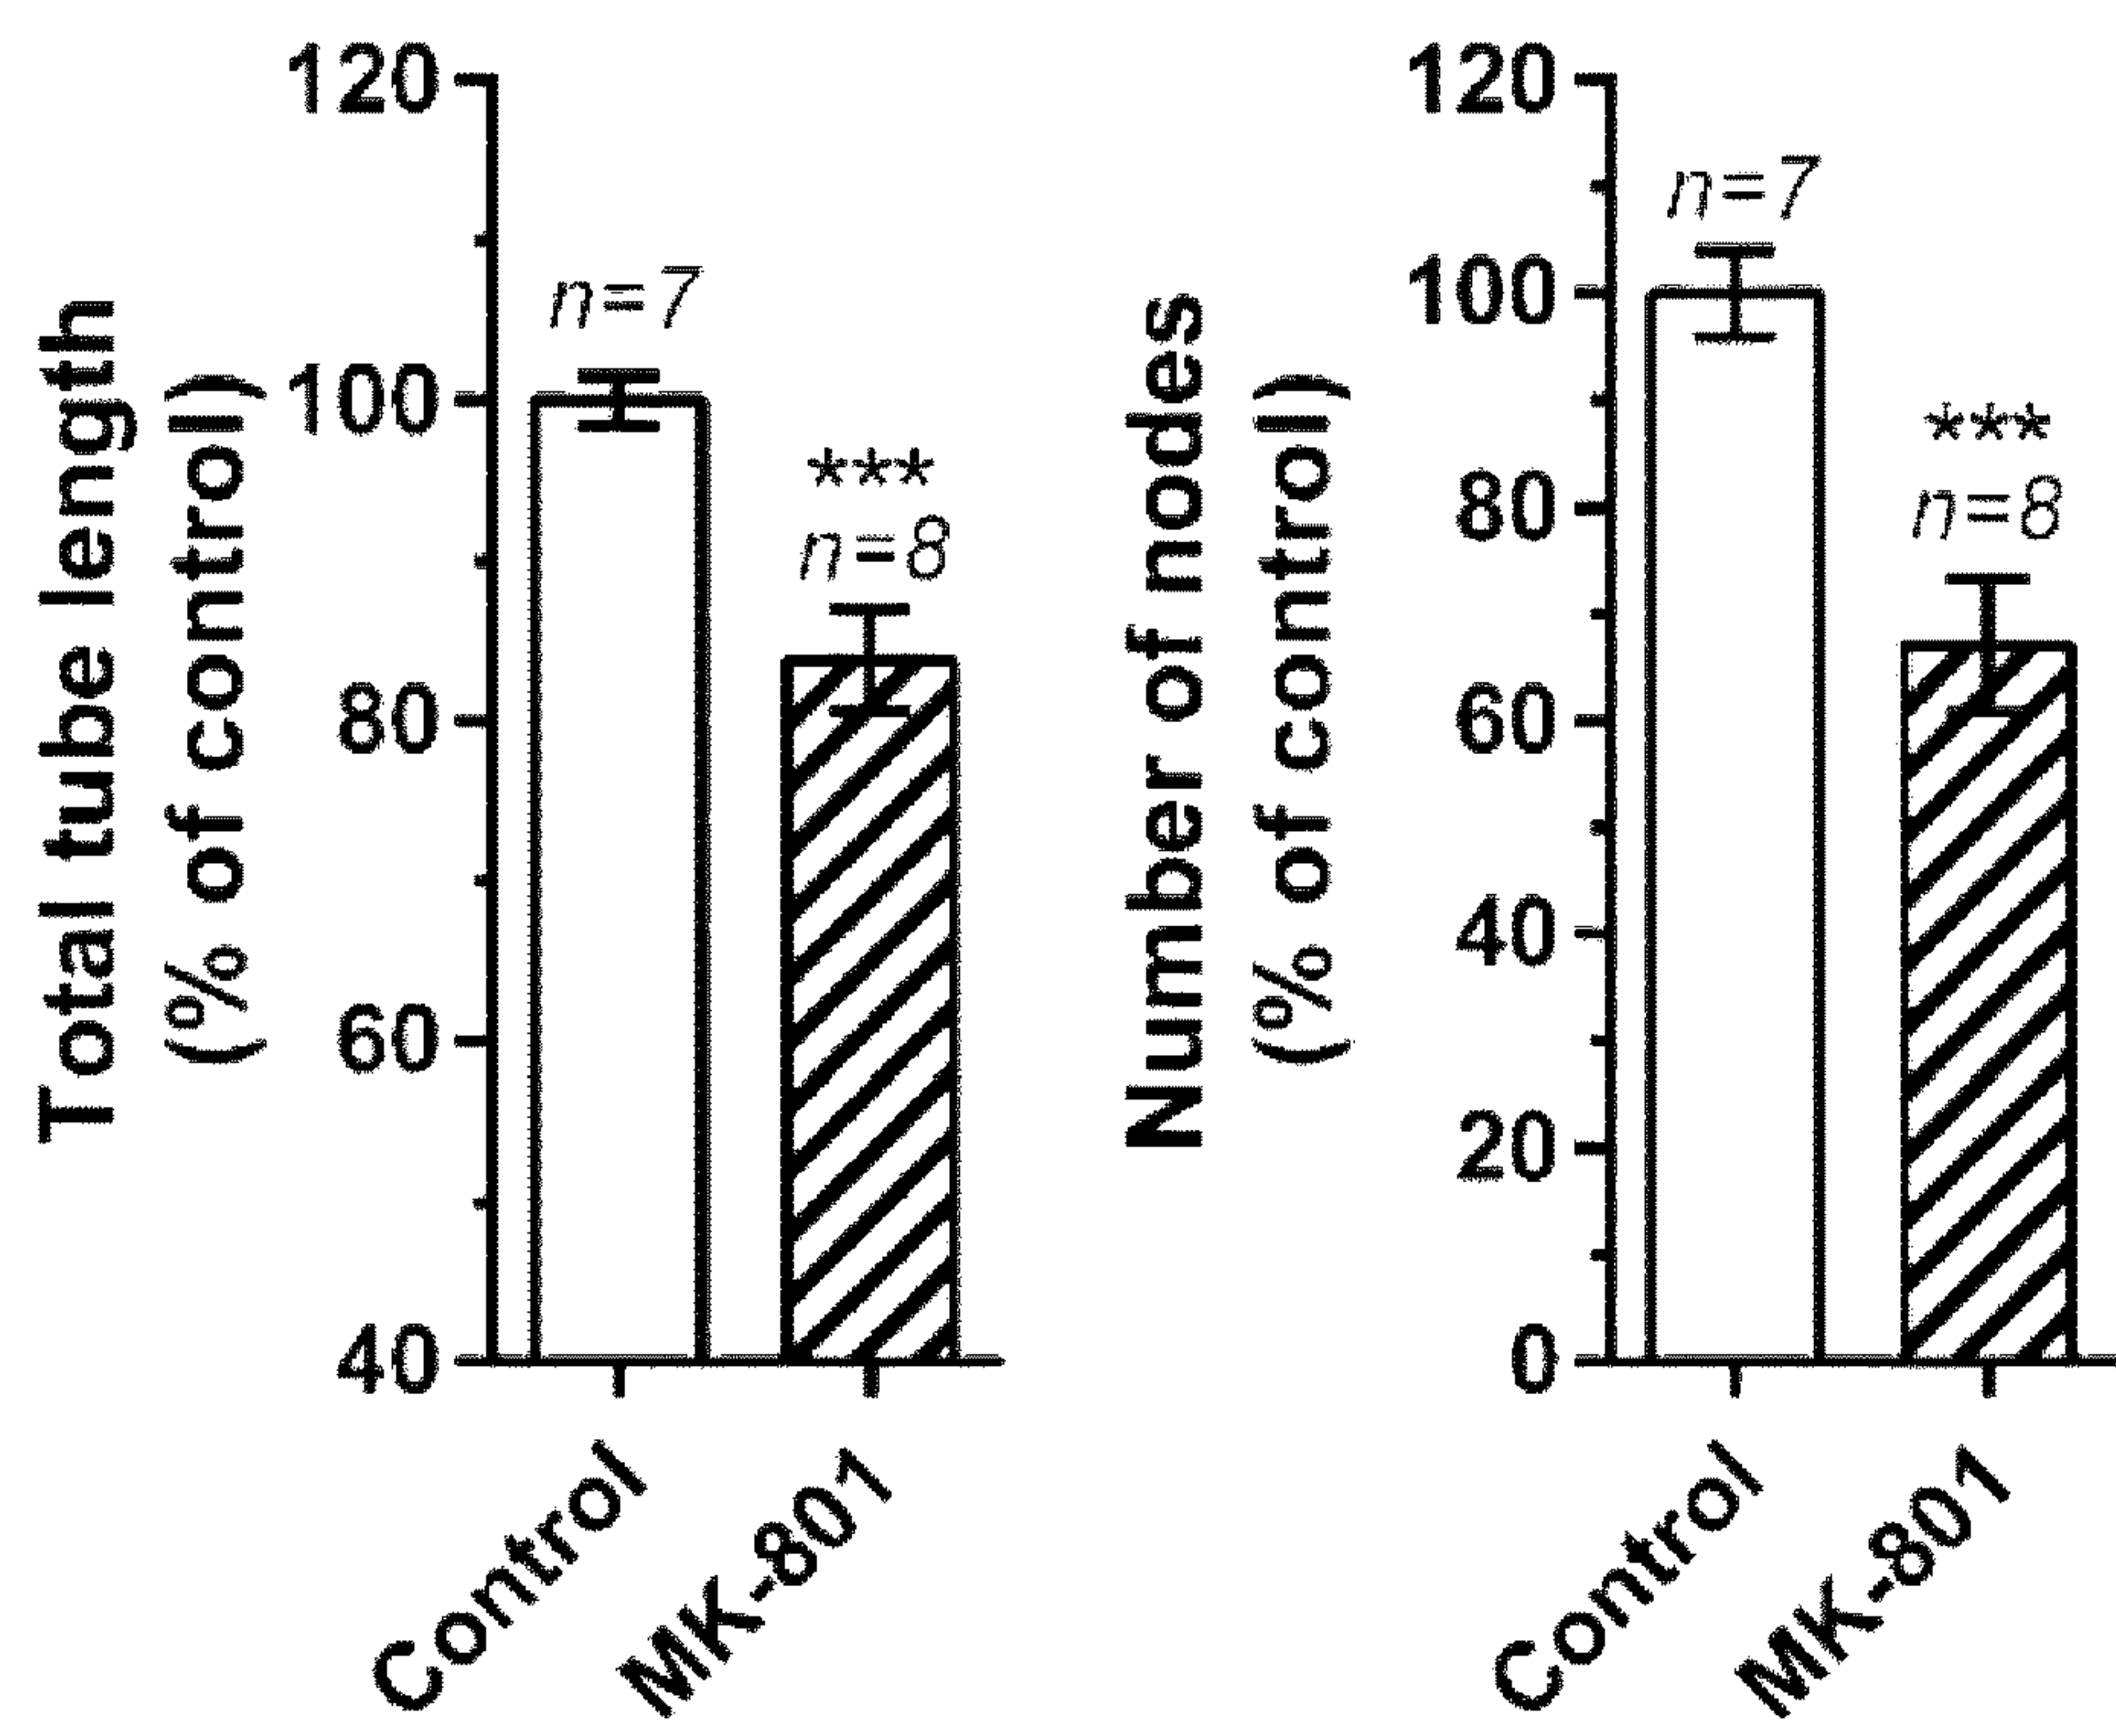 Total tube length
(% of control)
120
100
80
60
40
n=7
***
n=8
Control
MK-801
Number of nodes
(% of control)
120
100
80
60
40
20
0
n=7
***
n=8
Control
MK-801